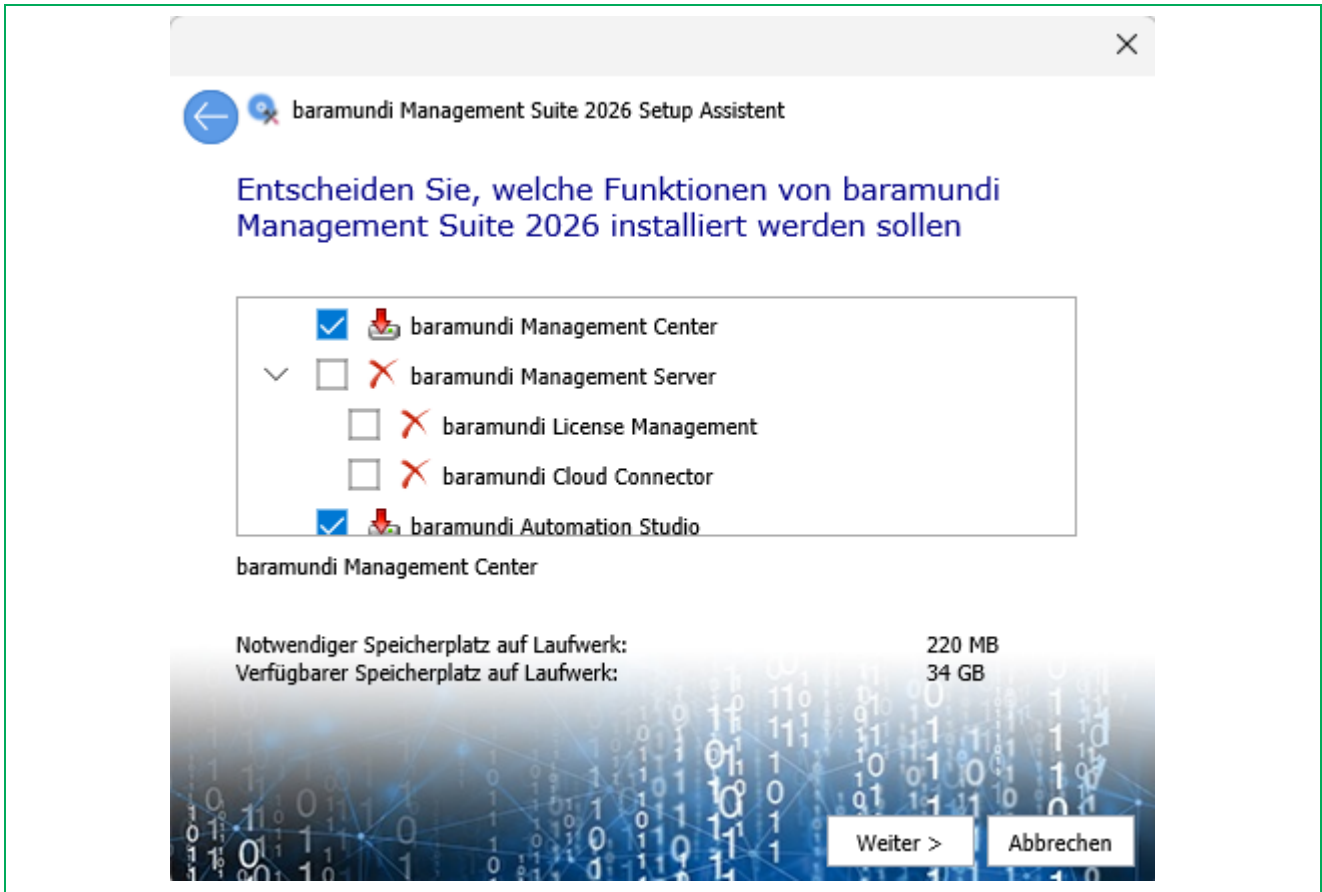 baramundi Management Suite 2026 Setup Assistent
Entscheiden Sie, welche Funktionen von baramundi
Management Suite 2026 installiert werden sollen
baramundi Management Center
baramundi Management Server
baramundi License Management
baramundi Cloud Connector
baramundi Automation Studio
baramundi Management Center
Notwendiger Speicherplatz auf Laufwerk: 220 MB
Verfügbarer Speicherplatz auf Laufwerk: 34 GB
Weiter > Abbrechen